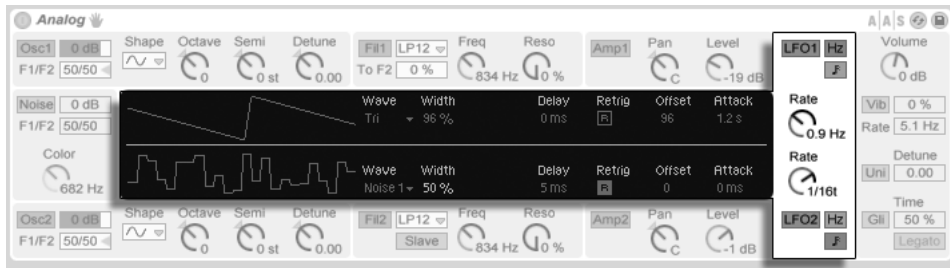 Analog A|A|S
Osc1 0 dB Shape Octave Semi Detune Fil1 LP12 Freq Reso Amp1 Pan Level LFO1 Hz Volume
F1/F2 50/50 0 0 st 0.00 To F2 0 % 834 Hz 0 % C -19 dB 0 dB
Noise 0 dB Wave Width Delay Retrig Offset Attack Rate Vib 0 %
F1/F2 50/50 Tri 96 % 0 ms R 96 1.2 s 0.9 Hz Rate 5.1 Hz
Color Wave Width Delay Retrig Offset Attack Rate Detune
682 Hz Noise 1 50 % 5 ms R 0 0 ms 1/16t Uni 0.00
Osc2 0 dB Shape Octave Semi Detune Fil2 LP12 Freq Reso Amp2 Pan Level LFO2 Hz Time
Gli 50 %
F1/F2 50/50 0 0 st 0.00 Slave 834 Hz 0 % C -1 dB Legato